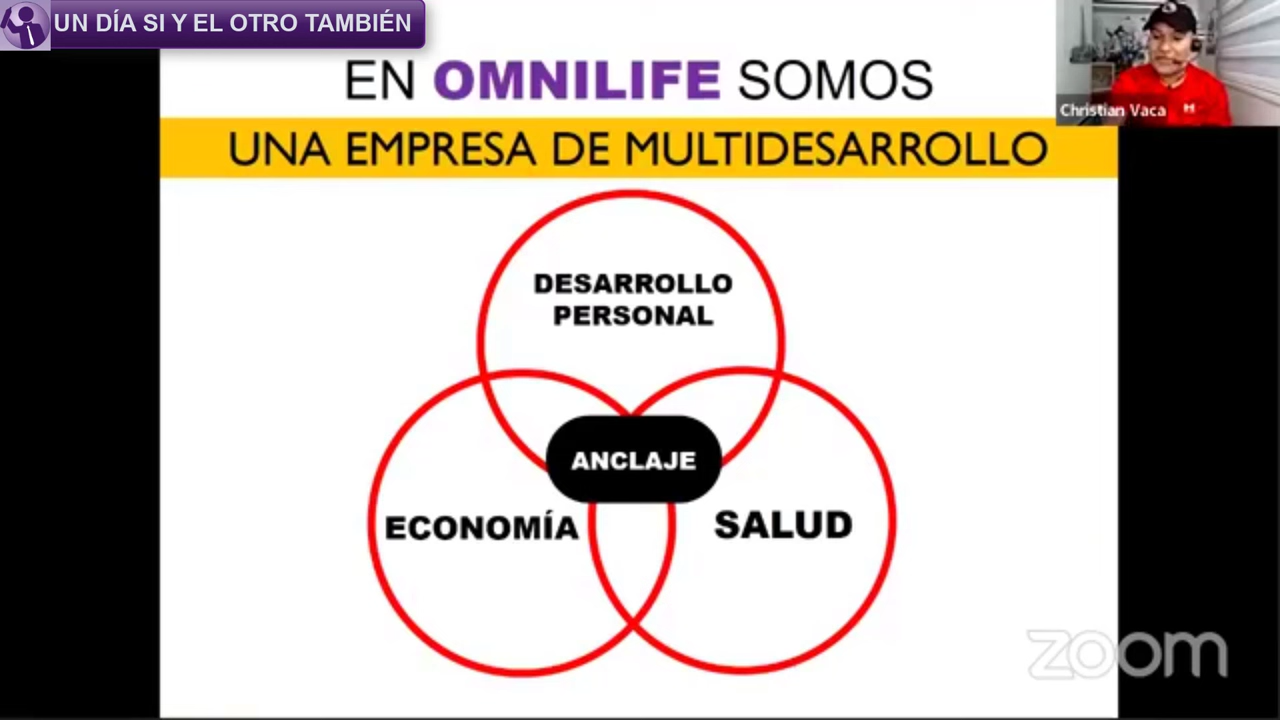 UN DÍA SI Y EL OTRO TAMBIÉN
EN OMNILIFE SOMOS
Christian Vaca
UNA EMPRESA DE MULTIDESARROLLO
DESARROLLO
PERSONAL
ANCLAJE
ECONOMÍA
SALUD
zoom